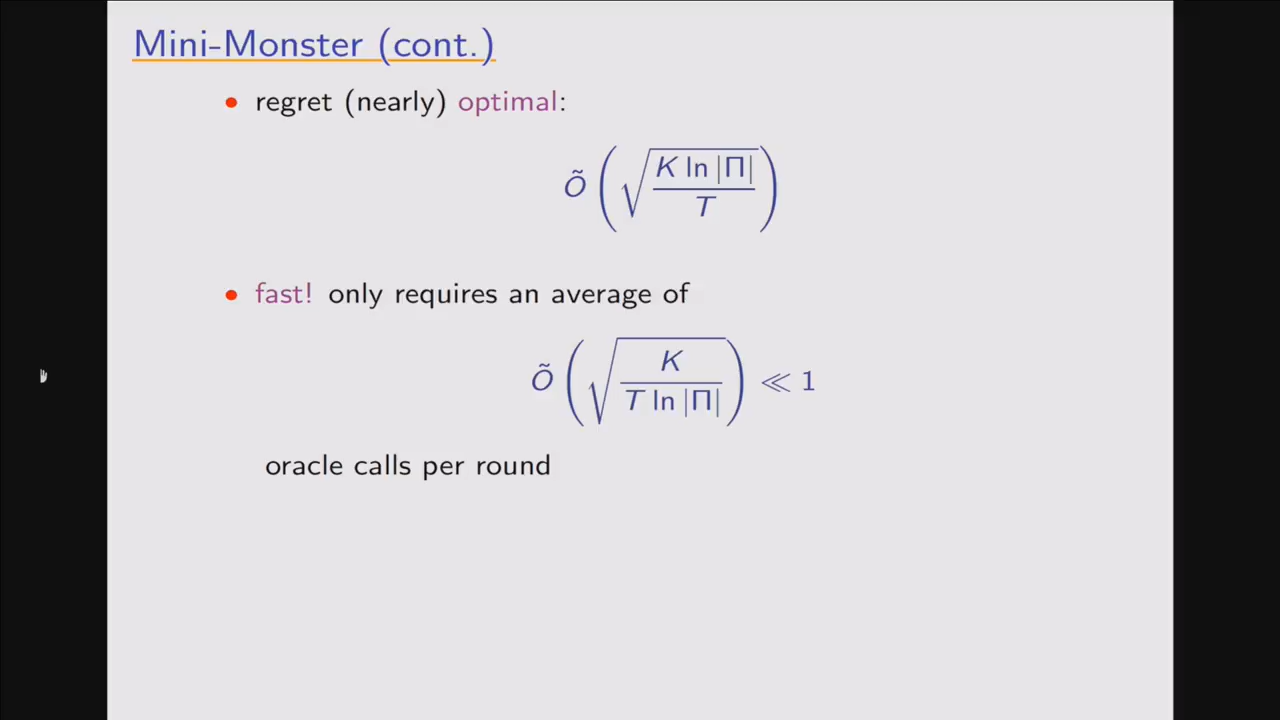 Mini-Monster (cont.)
• regret (nearly) optimal:
Õ(√(K ln |Π| / T))
• fast! only requires an average of
Õ(√(K / (T ln |Π|))) ≪ 1
oracle calls per round